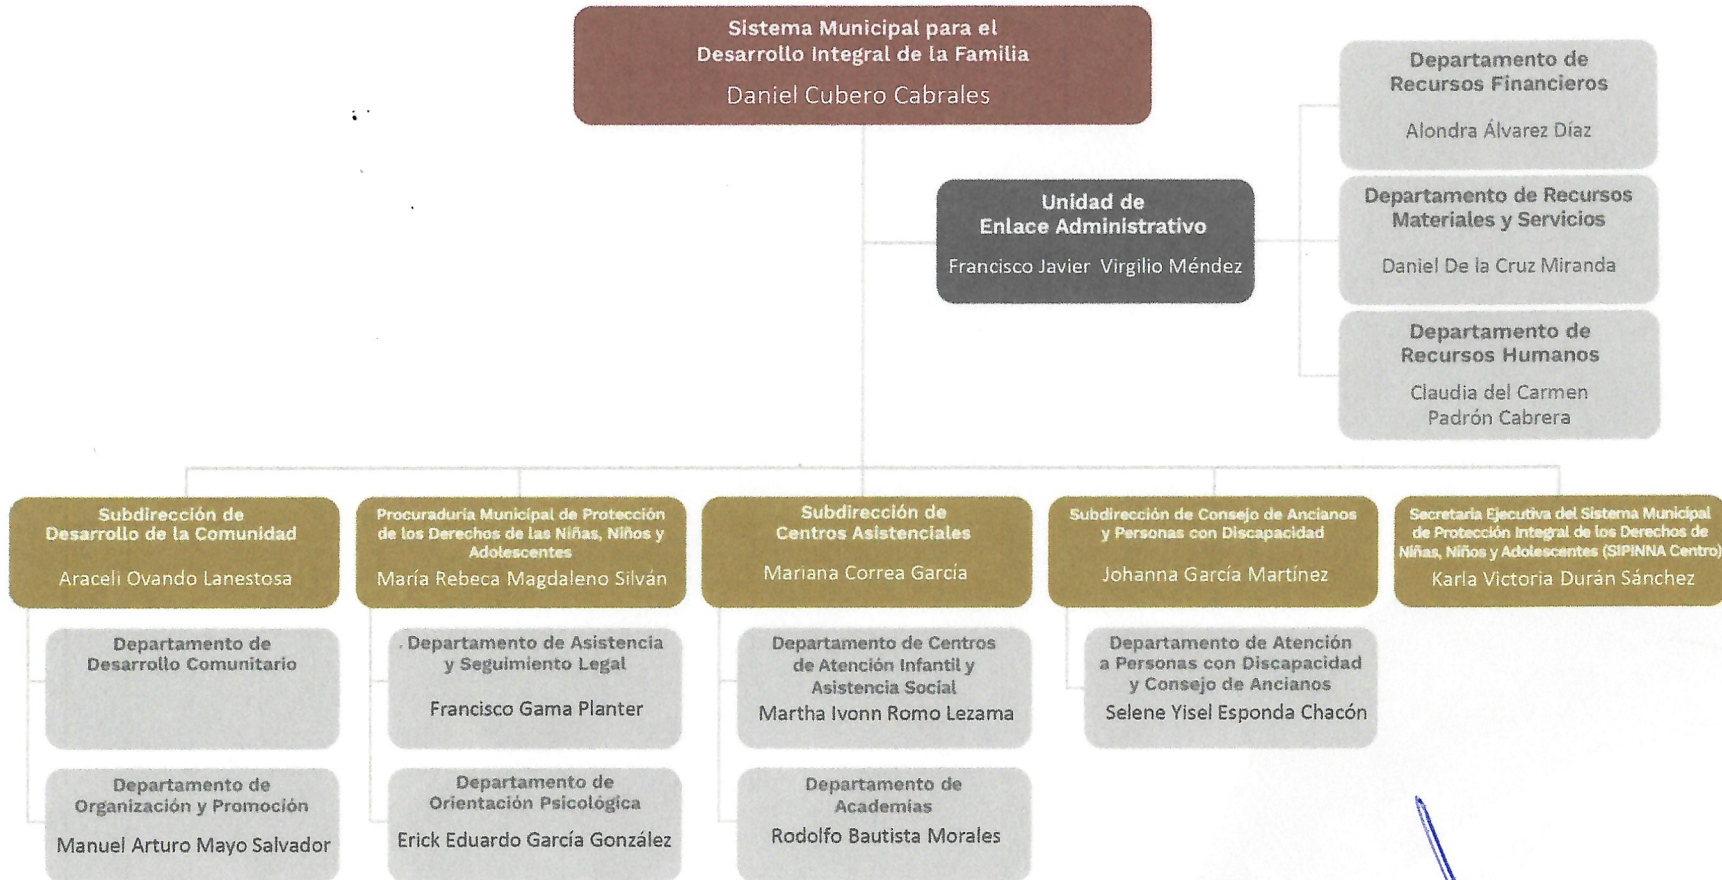 Sistema Municipal para el
Desarrollo Integral de la Familia
Daniel Cubero Cabrales
Departamento de
Recursos Financieros
Alondra Álvarez Díaz
Unidad de
Enlace Administrativo
Francisco Javier Virgilio Méndez
Departamento de Recursos
Materiales y Servicios
Daniel De la Cruz Miranda
Departamento de
Recursos Humanos
Claudia del Carmen
Padrón Cabrera
Subdirección de
Desarrollo de la Comunidad
Araceli Ovando Lanestosa
Procuraduría Municipal de Protección
de los Derechos de las Niñas, Niños y
Adolescentes
María Rebeca Magdaleno Silván
Subdirección de
Centros Asistenciales
Mariana Correa García
Subdirección de Consejo de Ancianos
y Personas con Discapacidad
Johanna García Martínez
Secretaria Ejecutiva del Sistema Municipal
de Protección Integral de los Derechos de
Niñas, Niños y Adolescentes (SIPINNA Centro)
Karla Victoria Durán Sánchez
Departamento de
Desarrollo Comunitario
Departamento de Asistencia
y Seguimiento Legal
Francisco Gama Planter
Departamento de Centros
de Atención Infantil y
Asistencia Social
Martha Ivonn Romo Lezama
Departamento de Atención
a Personas con Discapacidad
y Consejo de Ancianos
Selene Yisel Esponda Chacón
Departamento de
Organización y Promoción
Manuel Arturo Mayo Salvador
Departamento de
Orientación Psicológica
Erick Eduardo García González
Departamento de
Academias
Rodolfo Bautista Morales